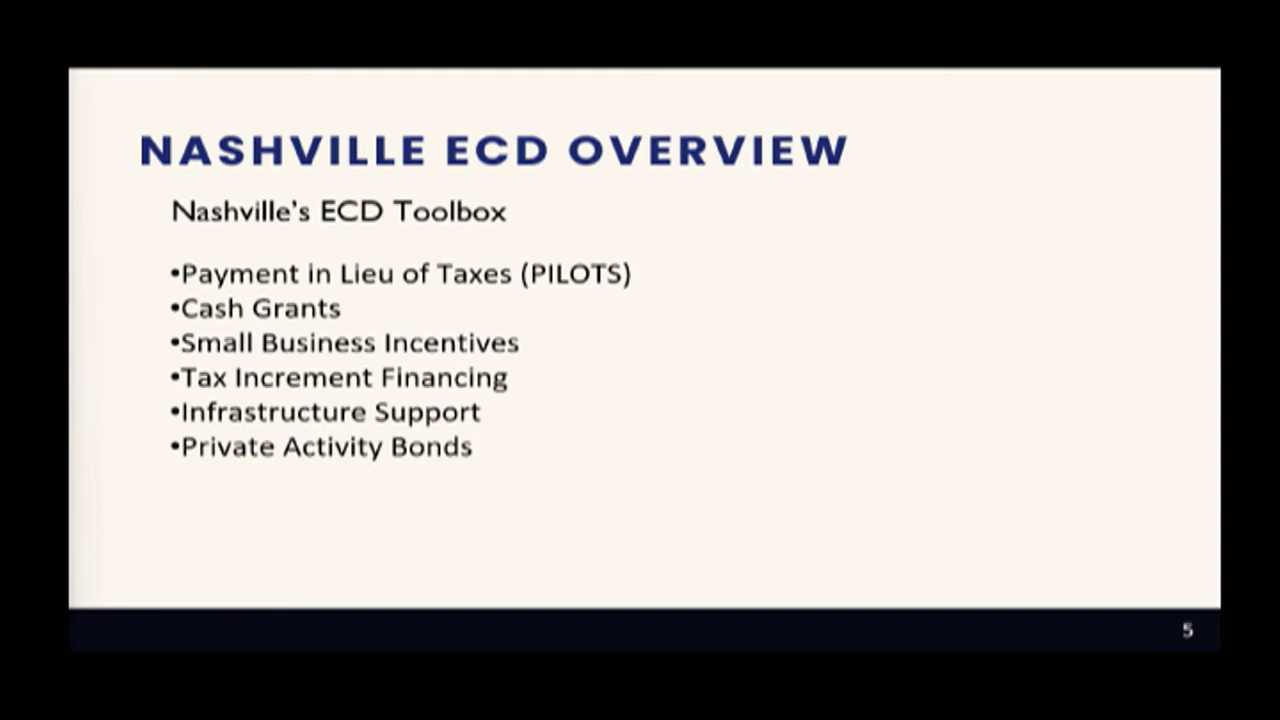 NASHVILLE ECD OVERVIEW
Nashville's ECD Toolbox
•Payment in Lieu of Taxes (PILOTS)
•Cash Grants
•Small Business Incentives
•Tax Increment Financing
•Infrastructure Support
•Private Activity Bonds
5